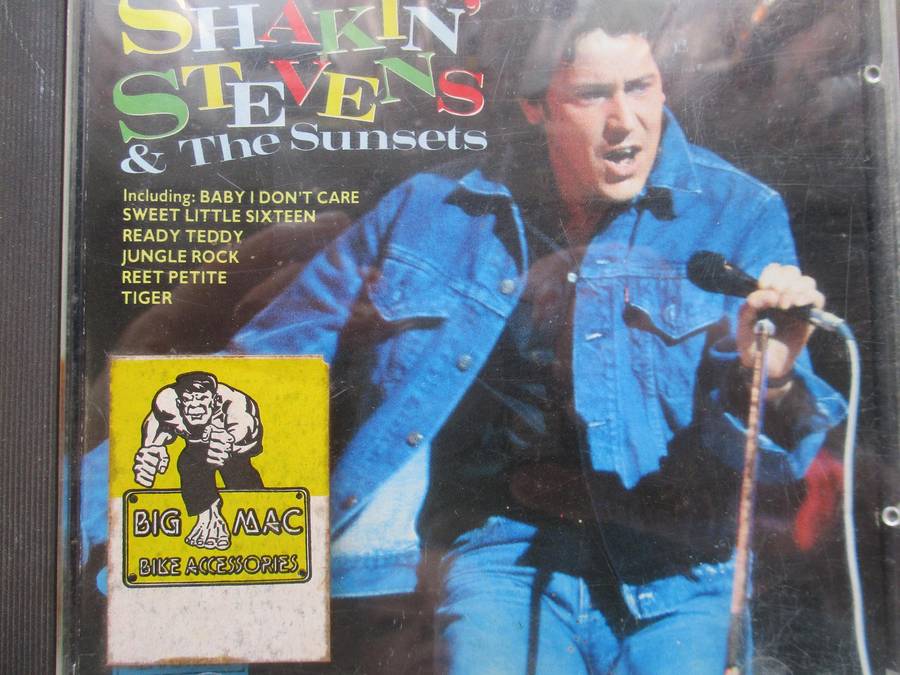 SHAKIN'
STEVENS
& The Sunsets
Including: BABY I DON'T CARE
SWEET LITTLE SIXTEEN
READY TEDDY
JUNGLE ROCK
REET PETITE
TIGER
BIG MAC
BIKE ACCESSORIES